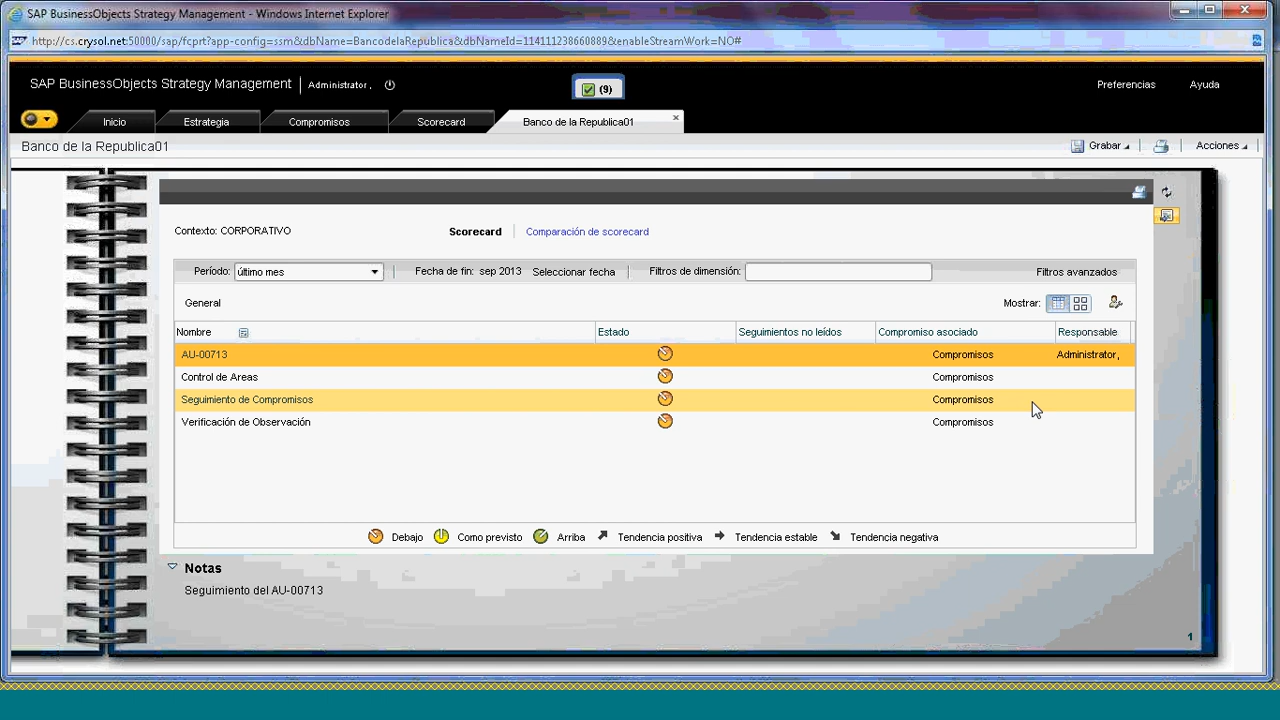 SAP BusinessObjects Strategy Management - Windows Internet Explorer
http://cs.crysol.net:50000/sap/fcprt?app-config=ssm&dbName=BancodelaRepublica&dbNameId=114111238660889&enableStreamWork=NO#
SAP BusinessObjects Strategy Management Administrator , (9) Preferencias Ayuda
Inicio Estrategia Compromisos Scorecard Banco de la Republica01
Banco de la Republica01 Grabar Acciones
Contexto: CORPORATIVO Scorecard Comparación de scorecard
Período: último mes Fecha de fin: sep 2013 Seleccionar fecha Filtros de dimensión: Filtros avanzados
General Mostrar:
Nombre Estado Seguimientos no leídos Compromiso asociado Responsable
AU-00713 Compromisos Administrator,
Control de Areas Compromisos
Seguimiento de Compromisos Compromisos
Verificación de Observación Compromisos
Debajo Como previsto Arriba Tendencia positiva Tendencia estable Tendencia negativa
Notas
Seguimiento del AU-00713
1